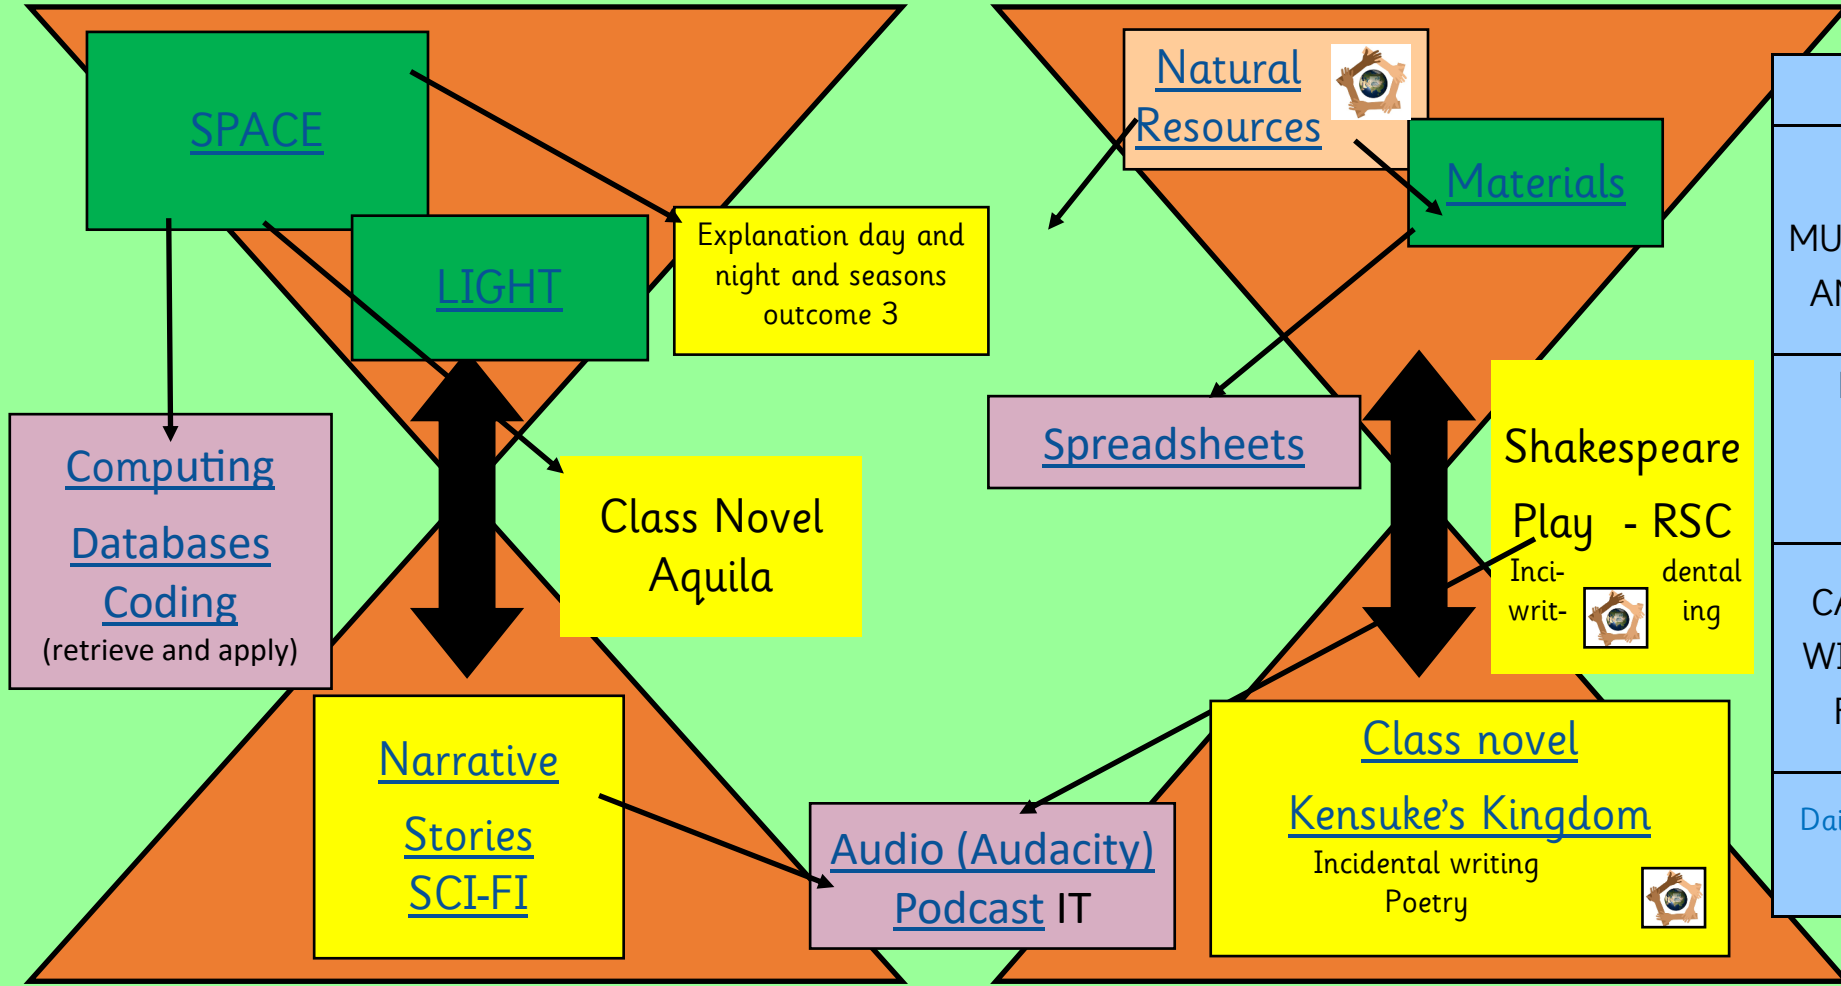 SPACE
LIGHT
Explanation day and
night and seasons
outcome 3
Computing
Databases
Coding
(retrieve and apply)
Class Novel
Aquila
Narrative
Stories
SCI-FI
Natural
Resources
Materials
Spreadsheets
Shakespeare
Play - RSC
Inci- dental
writ- ing
Audio (Audacity)
Podcast IT
Class novel
Kensuke’s Kingdom
Incidental writing
Poetry
MU